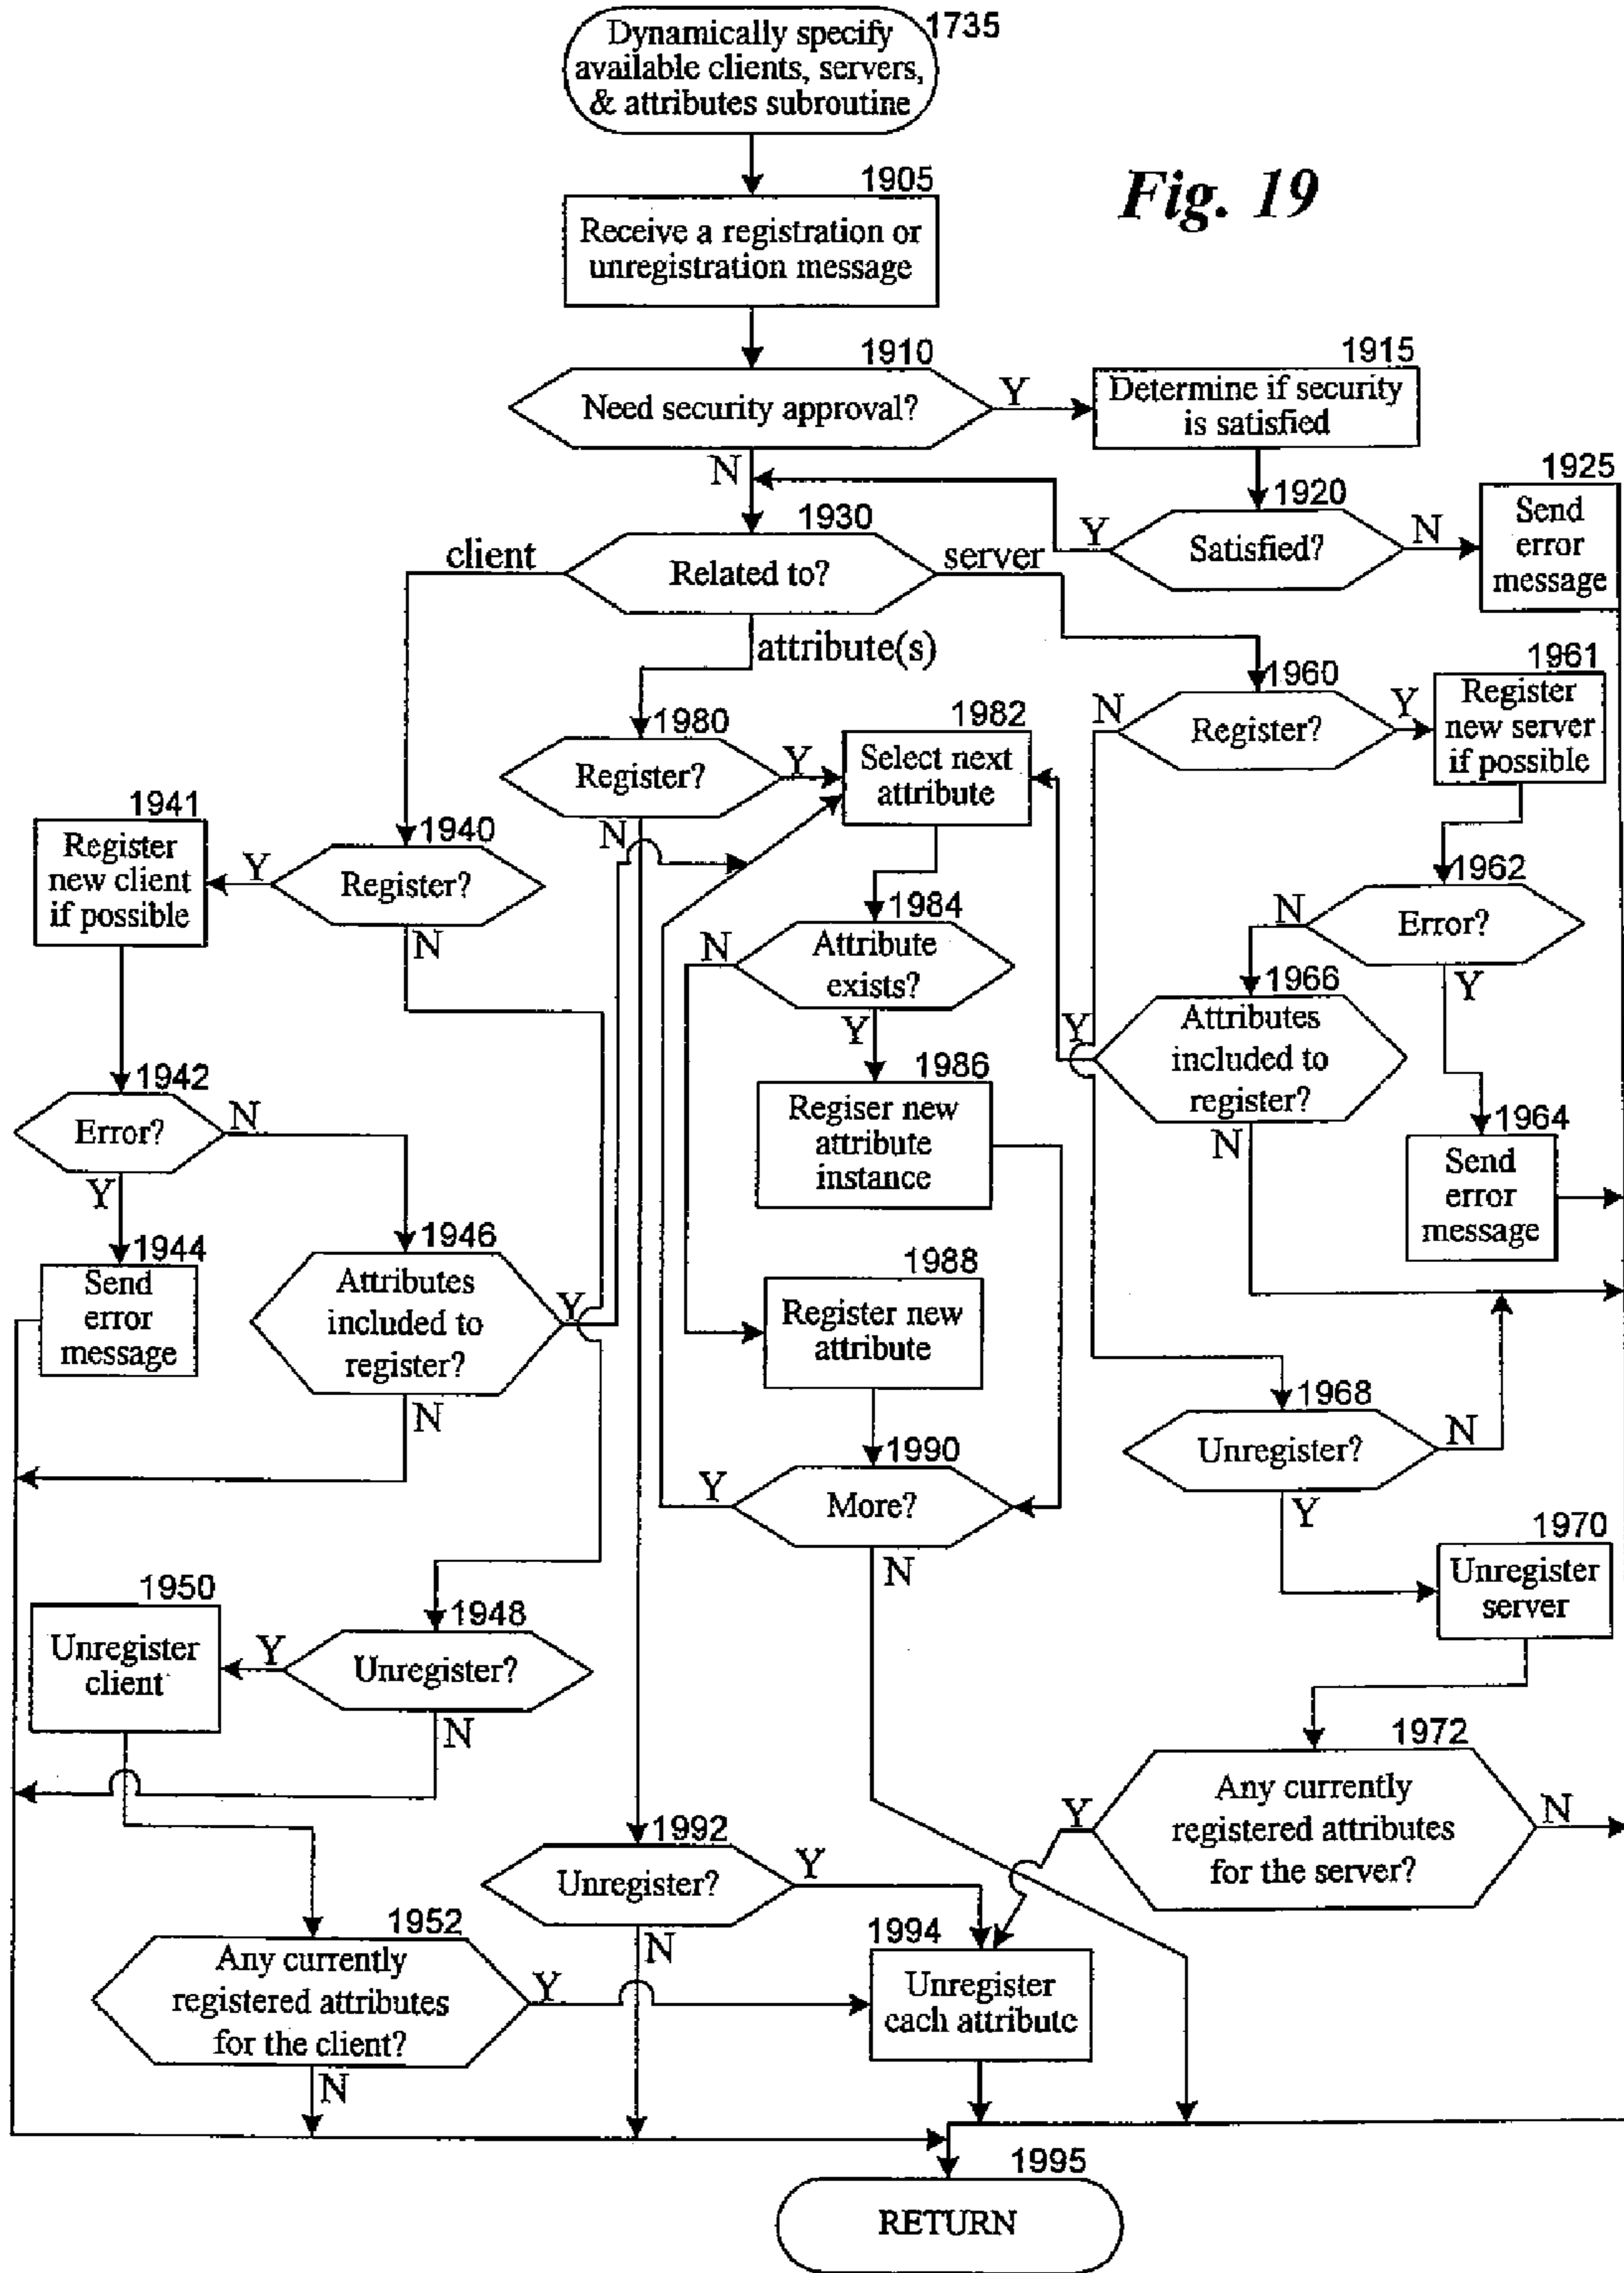 Dynamically specify
available clients, servers,
& attributes subroutine
1735
Fig. 19
1905
Receive a registration or
unregistration message
1910
Need security approval?
Y
N
1915
Determine if security
is satisfied
1920
Satisfied?
Y
N
1925
Send
error
message
1930
Related to?
client
server
attribute(s)
1960
Register?
N
Y
1961
Register
new server
if possible
1980
Register?
Y
N
1982
Select next
attribute
1941
Register
new client
if possible
1940
Register?
Y
N
1962
Error?
N
Y
1984
Attribute
exists?
N
Y
1966
Attributes
included to
register?
Y
N
1986
Regiser new
attribute
instance
1942
Error?
N
Y
1964
Send
error
message
1944
Send
error
message
1946
Attributes
included to
register?
Y
N
1988
Register new
attribute
1968
Unregister?
N
Y
1990
More?
Y
N
1970
Unregister
server
1950
Unregister
client
1948
Unregister?
Y
N
1972
Any currently
registered attributes
for the server?
Y
N
1992
Unregister?
Y
N
1952
Any currently
registered attributes
for the client?
Y
N
1994
Unregister
each attribute
1995
RETURN